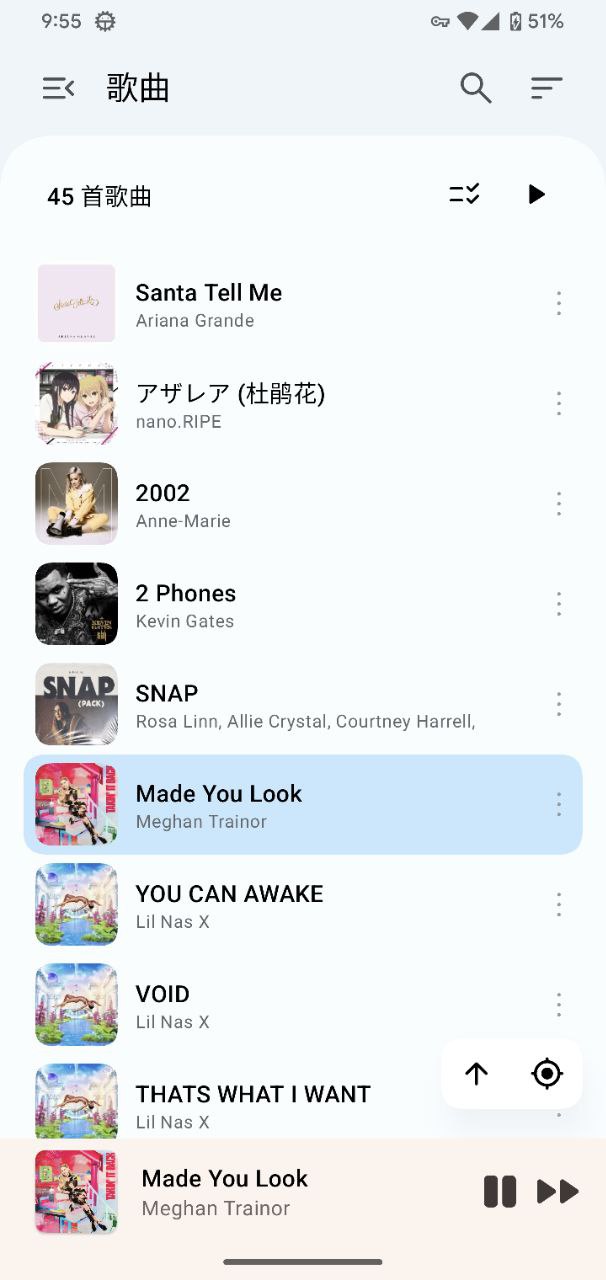 9:55
51%
歌曲
45 首歌曲
Santa Tell Me
Ariana Grande
アザレア (杜鹃花)
nano.RIPE
2002
Anne-Marie
2 Phones
Kevin Gates
SNAP
(PACK)
SNAP
Rosa Linn, Allie Crystal, Courtney Harrell,
Made You Look
Meghan Trainor
YOU CAN AWAKE
Lil Nas X
VOID
Lil Nas X
THATS WHAT I WANT
Lil Nas X
Made You Look
Meghan Trainor